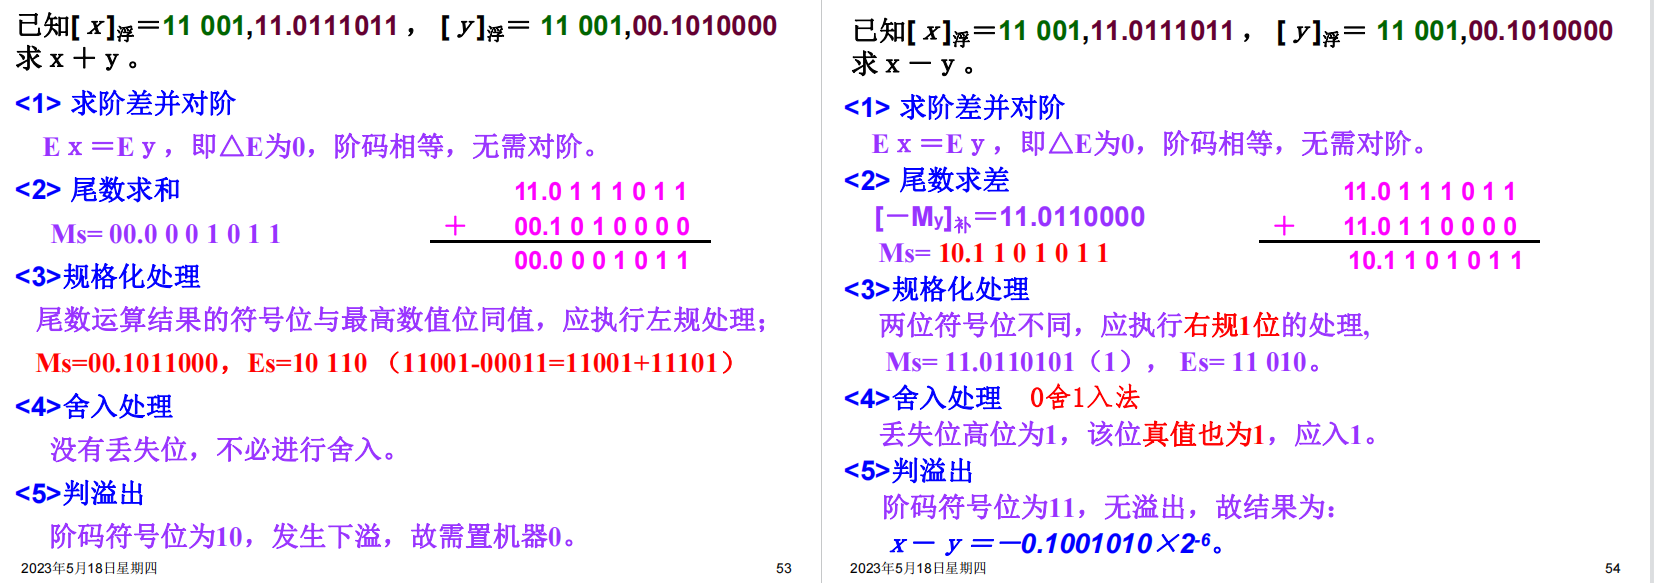 已知[ x ]浮＝11 001,11.0111011 ， [ y ]浮＝ 11 001,00.1010000
求 x ＋ y 。
<1> 求阶差并对阶
E x ＝E y ，即△E为0，阶码相等，无需对阶。
<2> 尾数求和
11.0 1 1 1 0 1 1
＋ 00.1 0 1 0 0 0 0
Ms= 00.0 0 0 1 0 1 1
00.0 0 0 1 0 1 1
<3>规格化处理
尾数运算结果的符号位与最高数值位同值，应执行左规处理；
Ms=00.1011000，Es=10 110 （11001-00011=11001+11101）
<4>舍入处理
没有丢失位，不必进行舍入。
<5>判溢出
阶码符号位为10，发生下溢，故需置机器0。
2023年5月18日星期四
53
已知[ x ]浮＝11 001,11.0111011 ， [ y ]浮＝ 11 001,00.1010000
求 x － y 。
<1> 求阶差并对阶
E x ＝E y ，即△E为0，阶码相等，无需对阶。
<2> 尾数求差
[－My]补＝11.0110000
11.0 1 1 1 0 1 1
＋ 11.0 1 1 0 0 0 0
Ms= 10.1 1 0 1 0 1 1
10.1 1 0 1 0 1 1
<3>规格化处理
两位符号位不同，应执行右规1位的处理,
Ms= 11.0110101（1）， Es= 11 010。
<4>舍入处理 0舍1入法
丢失位高位为1，该位真值也为1，应入1。
<5>判溢出
阶码符号位为11，无溢出，故结果为：
x－ y ＝－0.1001010×2-6。
2023年5月18日星期四
54